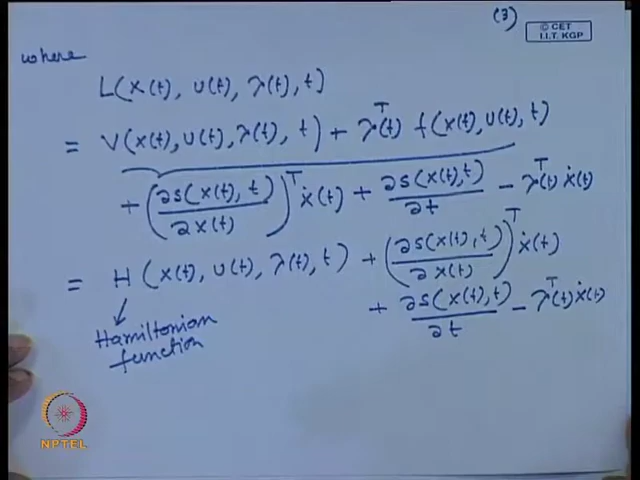 (3)
© CET
I.I.T. KGP
where
L(x(t), u(t), λ(t), t)
= V(x(t), u(t), λ(t), t) + λᵀ(t) f(x(t), u(t), t)
+ (∂s(x(t), t)/∂x(t))ᵀ ẋ(t) + ∂s(x(t), t)/∂t - λᵀ(t) ẋ(t)
= H (x(t), u(t), λ(t), t) + (∂s(x(t), t)/∂x(t))ᵀ ẋ(t)
+ ∂s(x(t), t)/∂t - λᵀ(t) ẋ(t)
Hamiltonian
function
NPTEL